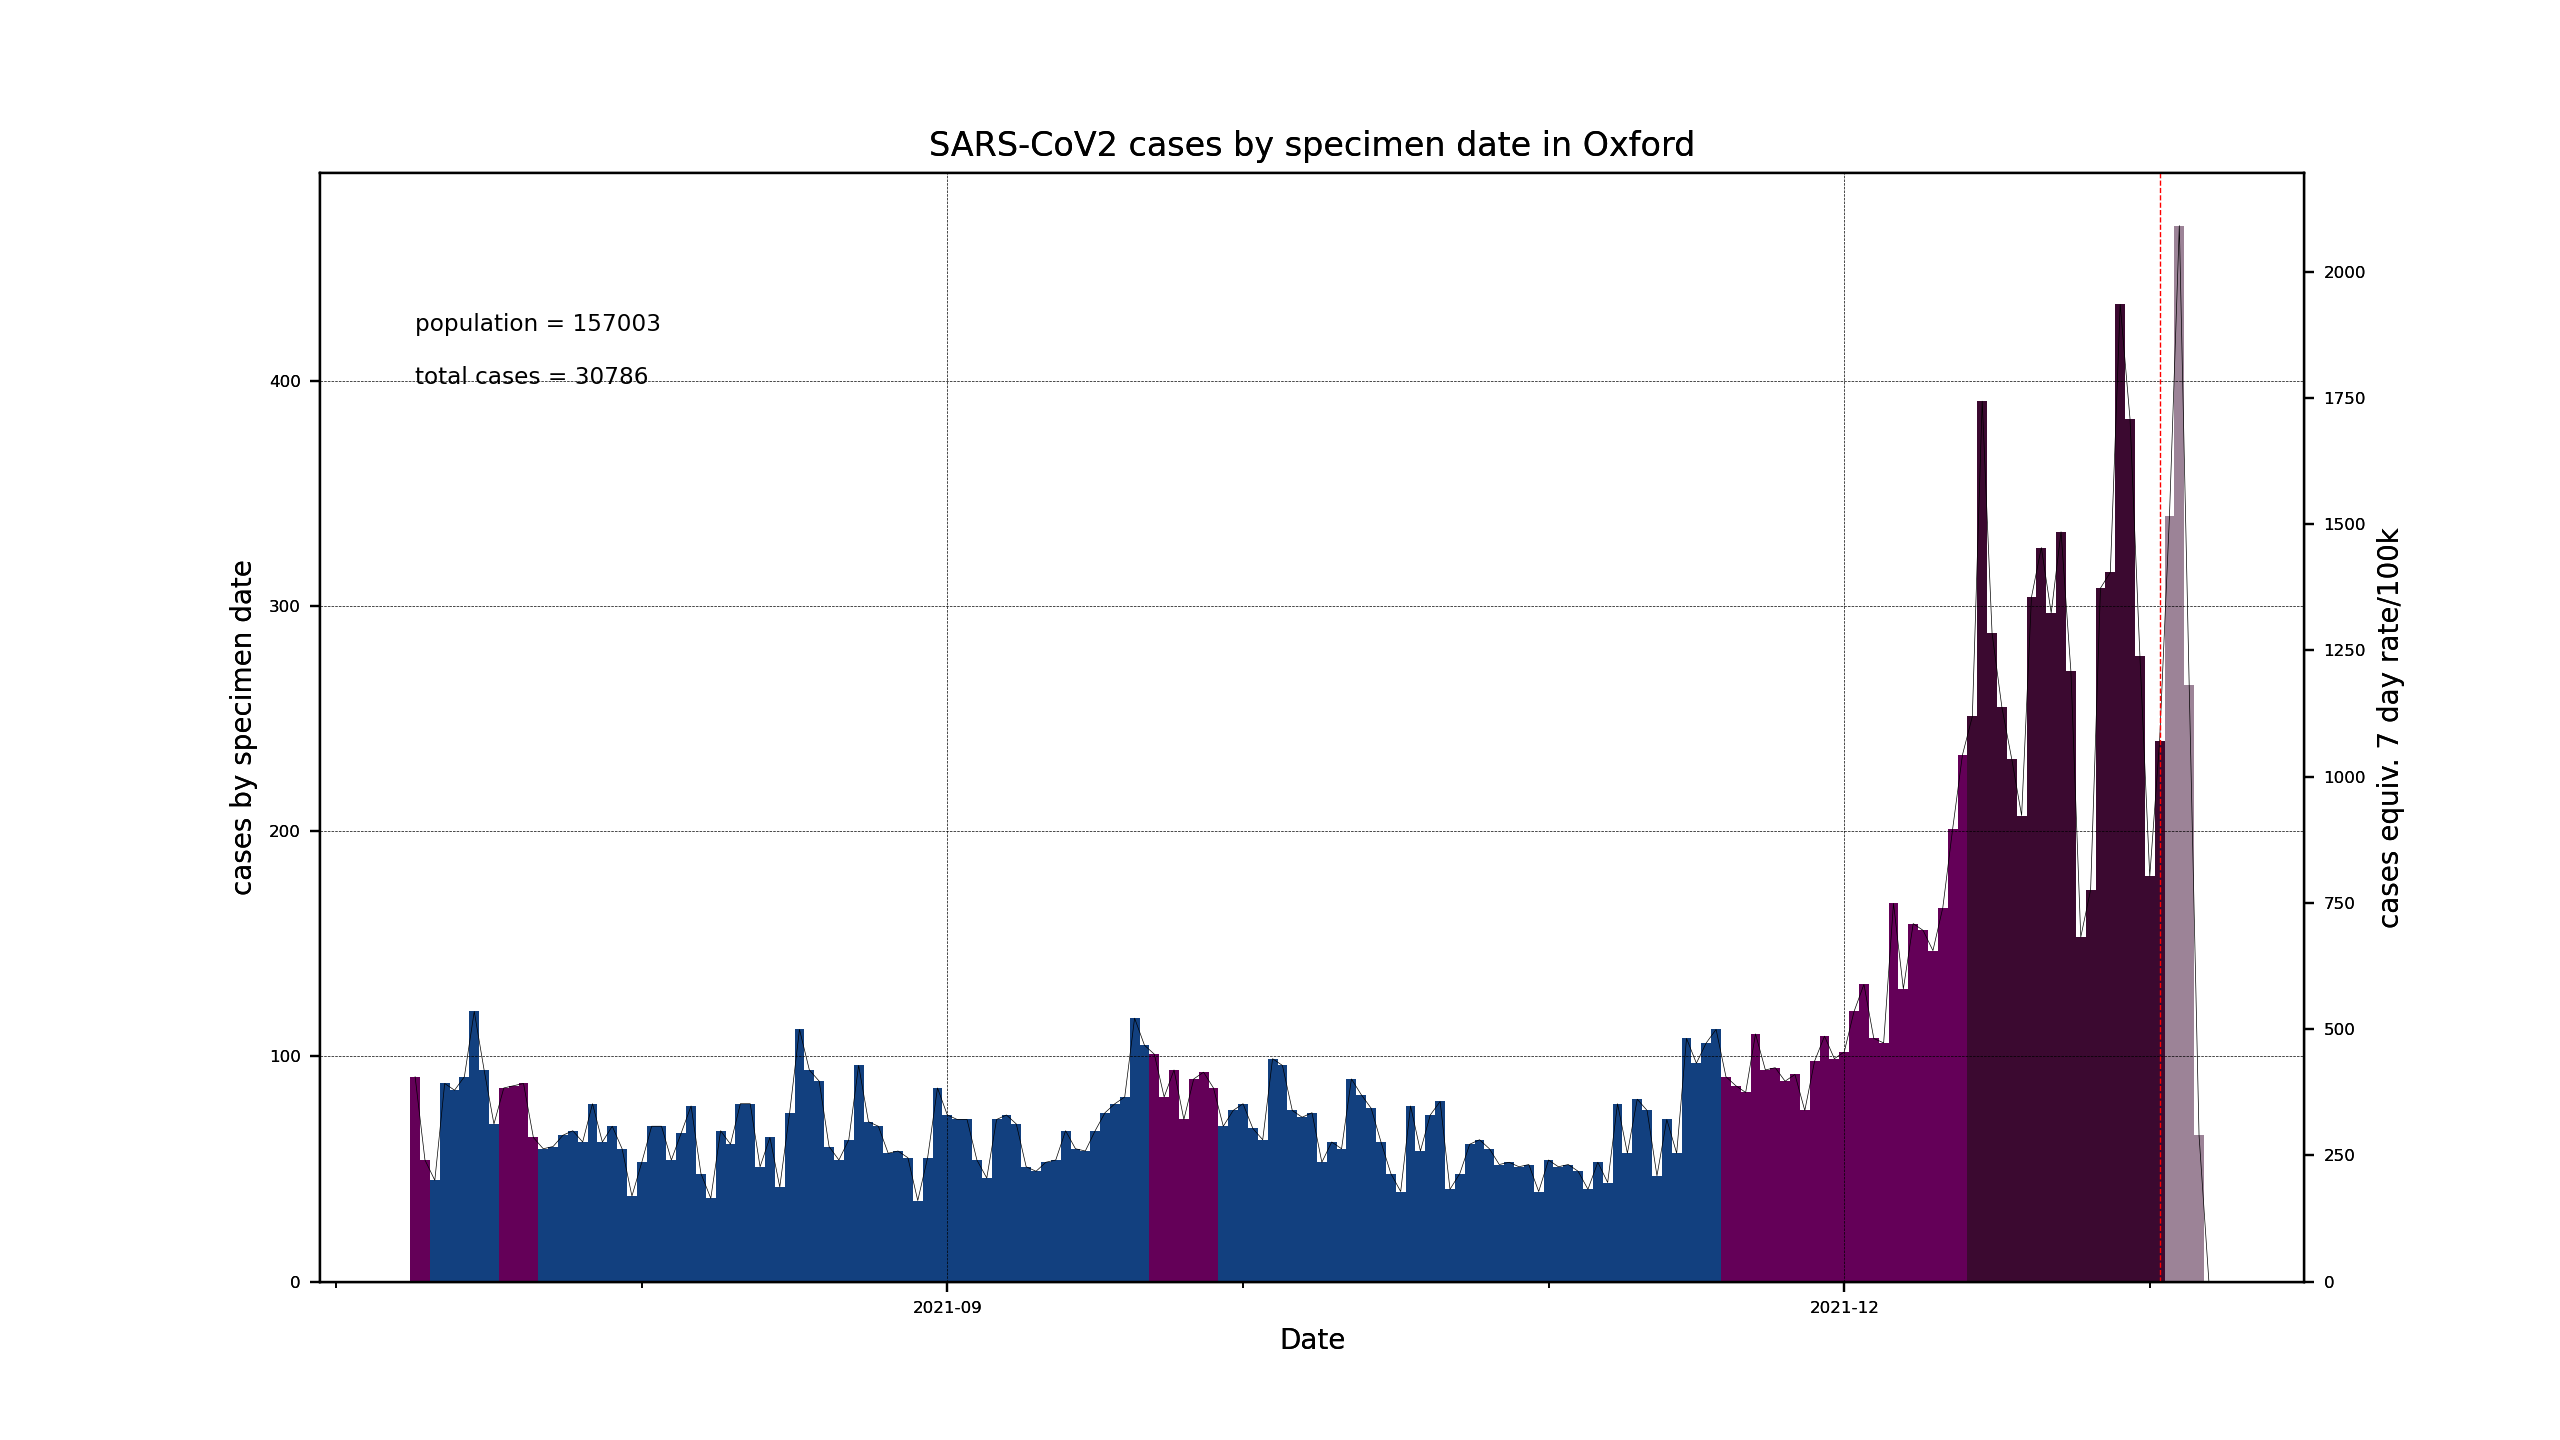 SARS-CoV2 cases by specimen date in Oxford
population = 157003
total cases = 30786
cases by specimen date
400
300
200
100
0
2000
1750
1500
1250
1000
750
500
250
0
cases equiv. 7 day rate/100k
2021-09
2021-12
Date